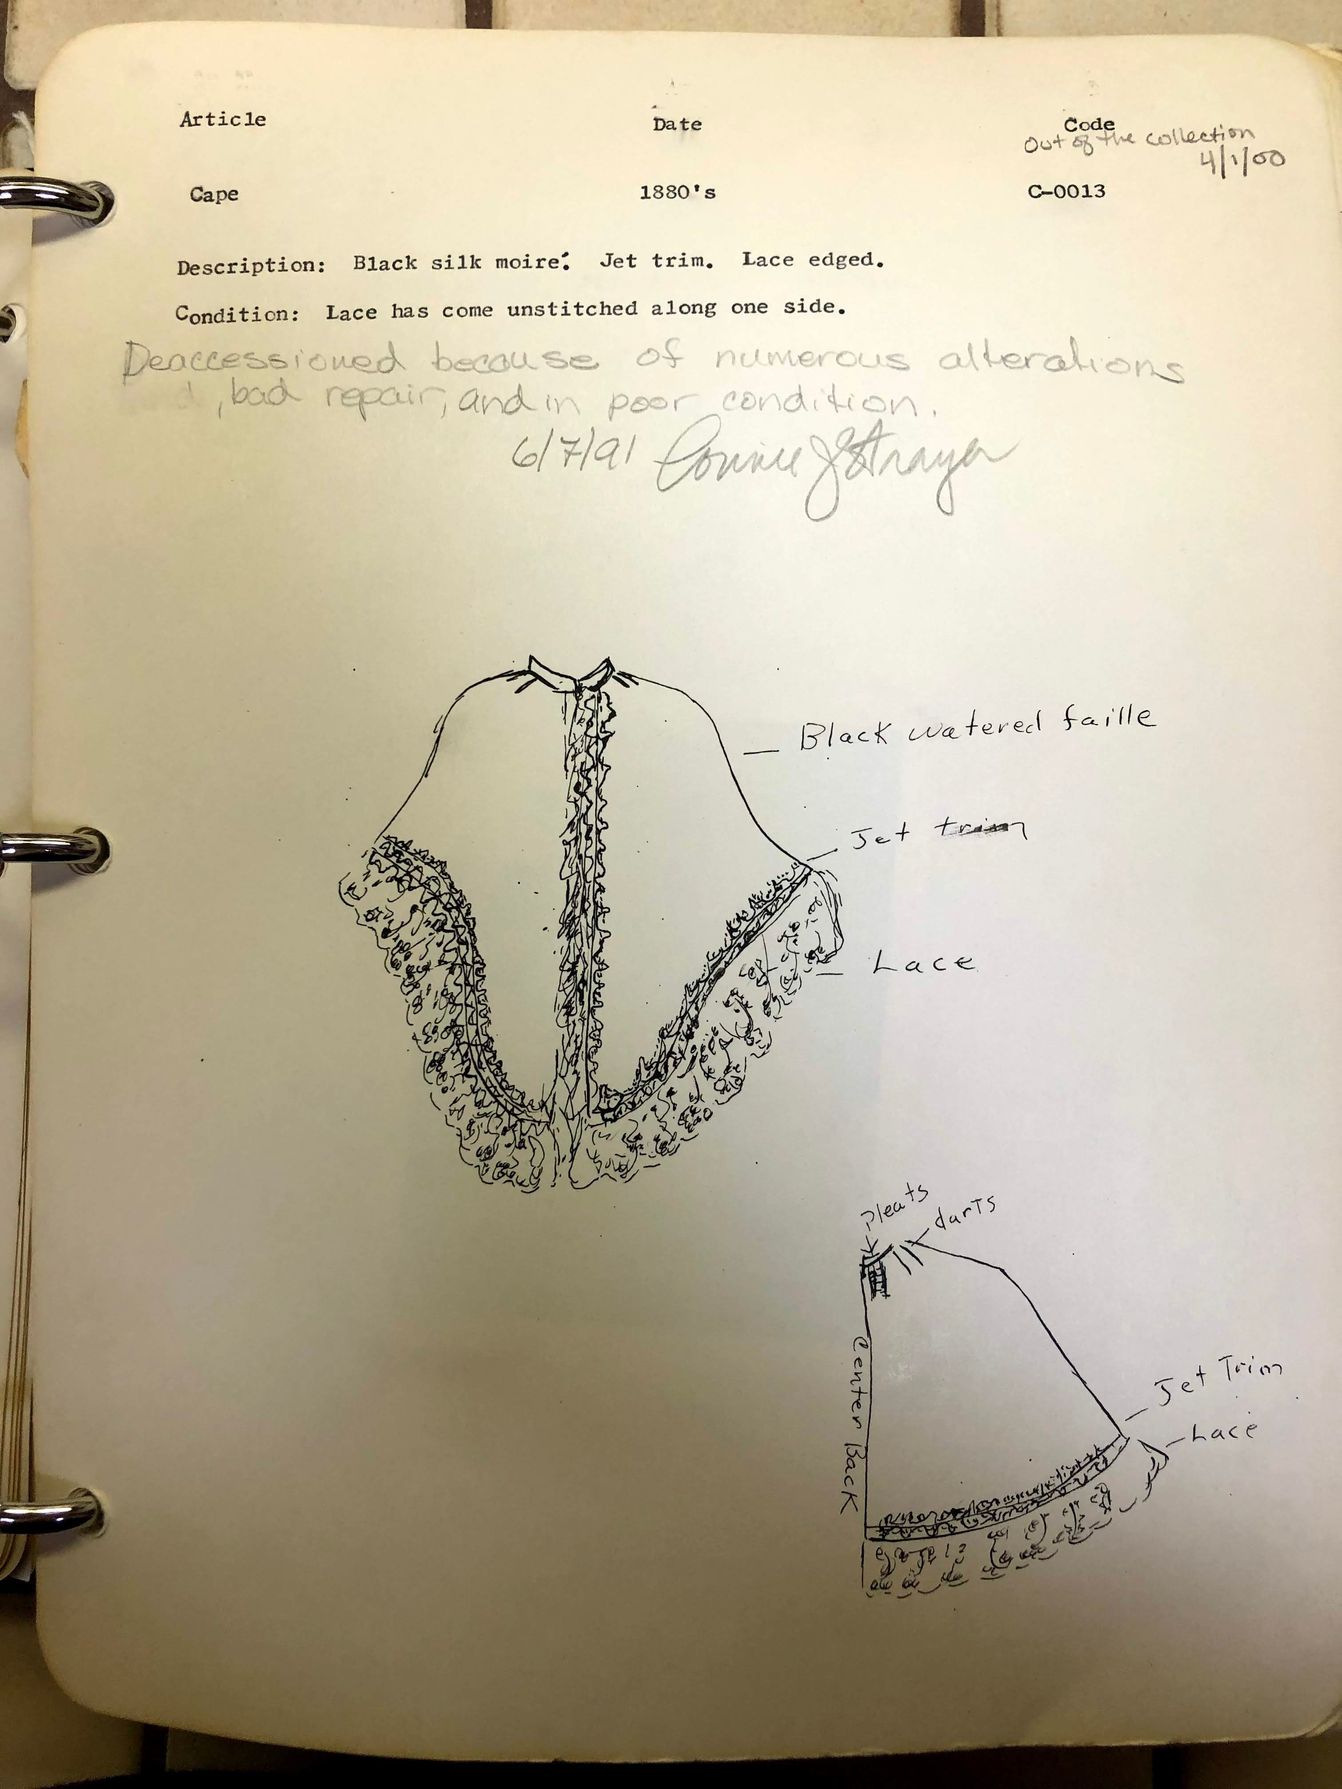 Article Date Code
Out of the collection
4/1/00
Cape 1880's C-0013
Description: Black silk moire. Jet trim. Lace edged.
Condition: Lace has come unstitched along one side.
Deaccessioned because of numerous alterations
, bad repair, and in poor condition.
6/7/91 Connie J Strayer
Black watered faille
Jet trim
Lace
Pleats
darts
Center Back
Jet Trim
Lace